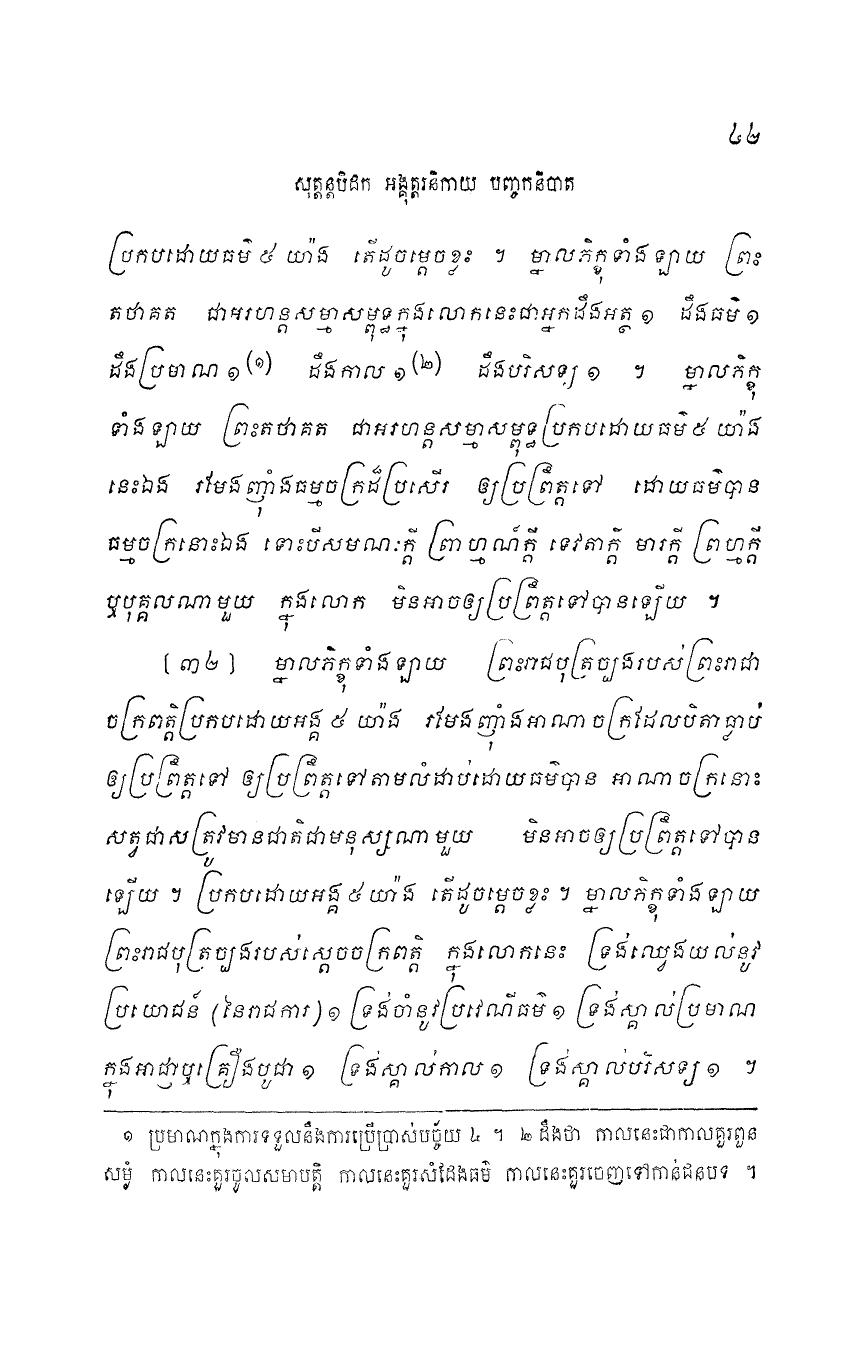 ៤២
សុត្តន្តបិដក អង្គុត្តរនិកាយ បញ្ចកនិបាត
ប្រកបដោយធម៌ ៥ យ៉ាង តើដូចម្តេចខ្លះ ។ ម្នាលភិក្ខុទាំងឡាយ ព្រះ
តថាគត ជាអរហន្តសម្មាសម្ពុទ្ធក្នុងលោកនេះជាអ្នកដឹងអត្ថ ១ ដឹងធម៌ ១
ដឹងប្រមាណ ១(១) ដឹងកាល ១(២) ដឹងបរិសទ្យ ១ ។ ម្នាលភិក្ខុ
ទាំងឡាយ ព្រះតថាគត ជាអរហន្តសម្មាសម្ពុទ្ធប្រកបដោយធម៌ ៥ យ៉ាង
នេះឯង រមែងញ៉ាំងធម្មចក្រដ៏ប្រសើរ ឲ្យប្រព្រឹត្តទៅ ដោយធម៌បាន
ធម្មចក្រនោះឯង ទោះបីសមណៈក្តី ព្រាហ្មណ៍ក្តី ទេវតាក្តី មារក្តី ព្រហ្មក្តី
ឬបុគ្គលណាមួយ ក្នុងលោក មិនអាចឲ្យប្រព្រឹត្តទៅបានឡើយ ។
[៣២] ម្នាលភិក្ខុទាំងឡាយ ព្រះរាជបុត្រច្បងរបស់ព្រះរាជា
ចក្រពត្តិប្រកបដោយអង្គ ៥ យ៉ាង រមែងញ៉ាំងអាណាចក្រដែលបិតាធ្លាប់
ឲ្យប្រព្រឹត្តទៅ ឲ្យប្រព្រឹត្តទៅតាមលំដាប់ដោយធម៌បាន អាណាចក្រនោះ
សត្វជាសត្រូវមានជាតិជាមនុស្សណាមួយ មិនអាចឲ្យប្រព្រឹត្តទៅបាន
ឡើយ ។ ប្រកបដោយអង្គ ៥ យ៉ាង តើដូចម្តេចខ្លះ ។ ម្នាលភិក្ខុទាំងឡាយ
ព្រះរាជបុត្រច្បងរបស់ស្តេចចក្រពត្តិ ក្នុងលោកនេះ ទ្រង់ឈ្វេងយល់នូវ
ប្រយោជន៍ (នៃរាជការ) ១ ទ្រង់ចាំនូវប្រវេណីធម៌ ១ ទ្រង់ស្គាល់ប្រមាណ
ក្នុងអាជ្ញាឬគ្រឿងបូជា ១ ទ្រង់ស្គាល់កាល ១ ទ្រង់ស្គាល់បរិសទ្យ ១ ។
១ ប្រមាណក្នុងការទទួលនឹងការប្រើប្រាស់បច្ច័យ ៤ ។ ២ ដឹងថា កាលនេះជាកាលគួរពួន
សម្ងំ កាលនេះគួរចូលសមាបត្តិ កាលនេះគួរសំដែងធម៌ កាលនេះគួរចេញទៅកាន់ជនបទ ។